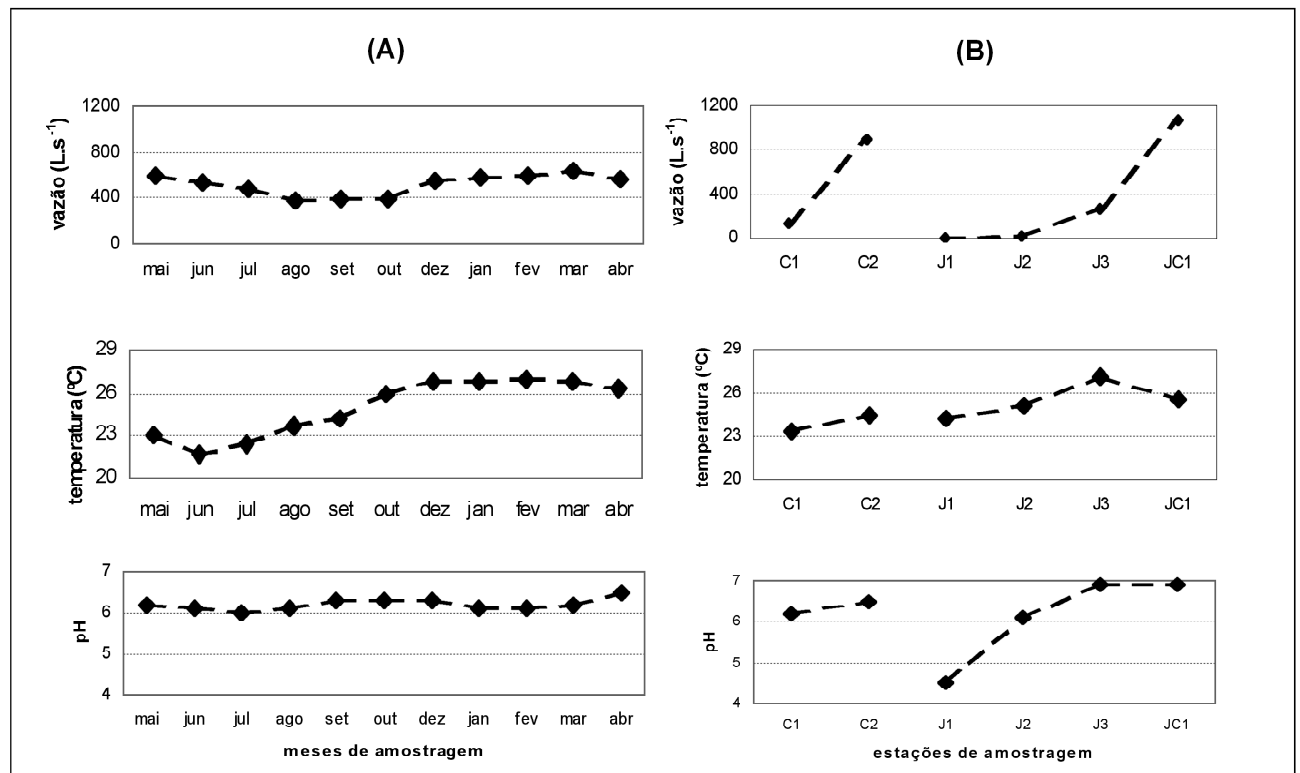 (A)
vazão (L.s⁻¹)
1200
800
400
0
mai jun jul ago set out dez jan fev mar abr
temperatura (ºC)
29
26
23
20
mai jun jul ago set out dez jan fev mar abr
pH
7
6
5
4
mai jun jul ago set out dez jan fev mar abr
meses de amostragem
(B)
vazão (L.s⁻¹)
1200
800
400
0
C1 C2 J1 J2 J3 JC1
temperatura (ºC)
29
26
23
20
C1 C2 J1 J2 J3 JC1
pH
7
6
5
4
C1 C2 J1 J2 J3 JC1
estações de amostragem